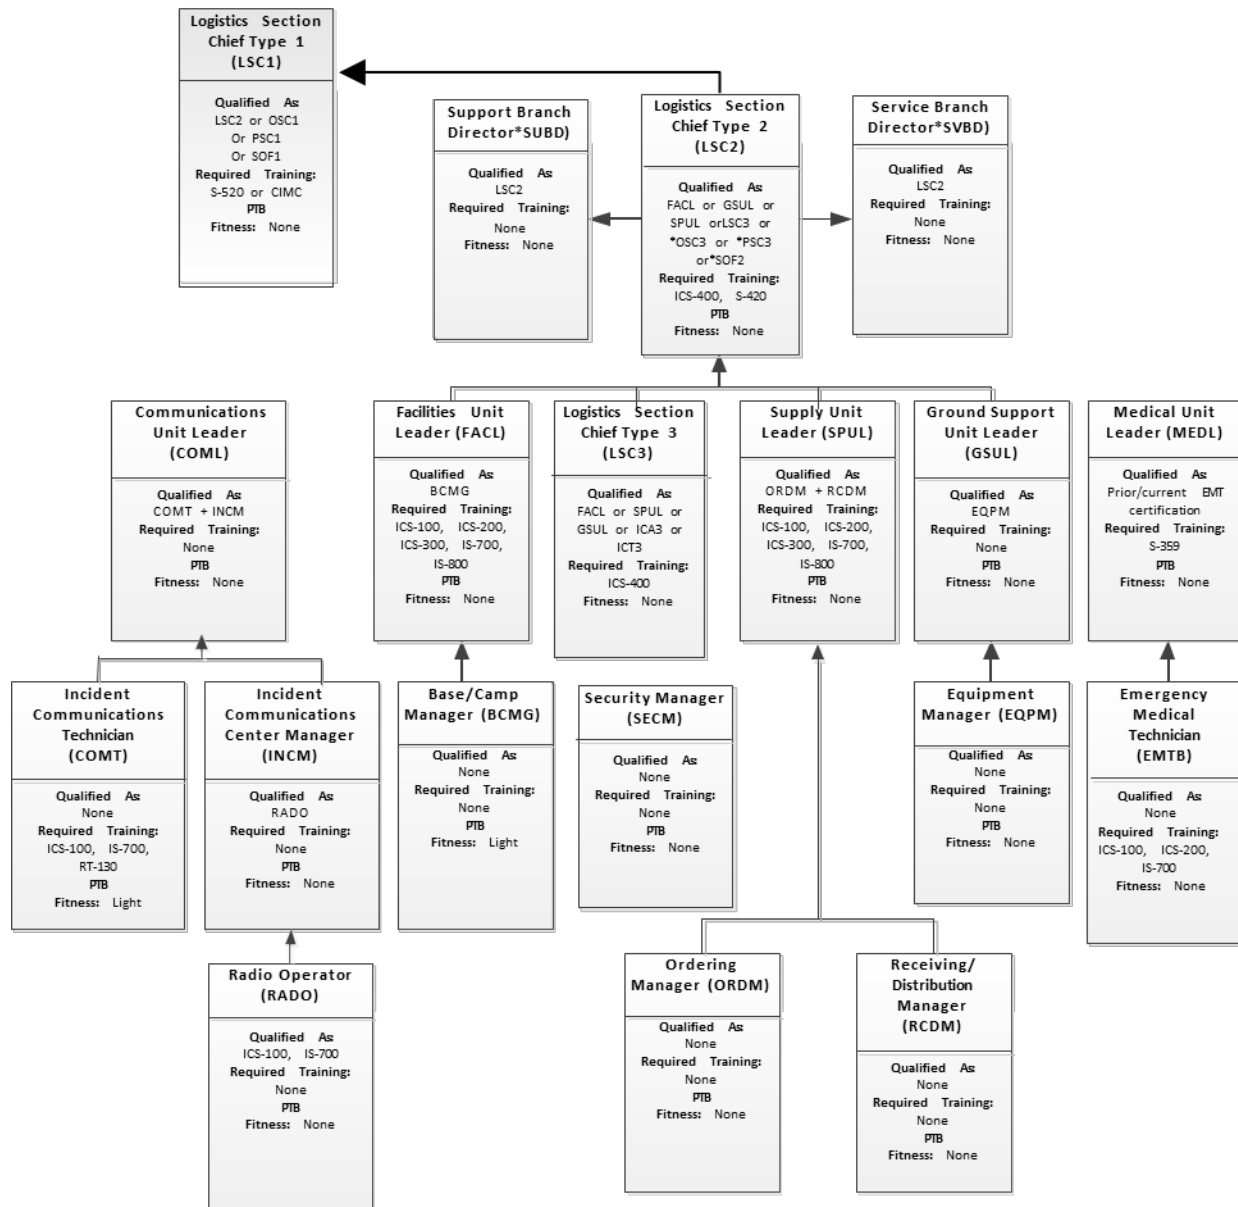 Logistics Section
Chief Type 1
(LSC1)
Qualified As:
LSC2 or OSC1
Or PSC1
Or SOF1
Required Training:
S-520 or CIMC
PTB
Fitness: None
Support Branch
Director*SUBD)
Qualified As:
LSC2
Required Training:
None
Fitness: None
Logistics Section
Chief Type 2
(LSC2)
Qualified As:
FACL or GSUL or
SPUL orLSC3 or
*OSC3 or *PSC3
or*SOF2
Required Training:
ICS-400, S-420
PTB
Fitness: None
Service Branch
Director*SVBD)
Qualified As:
LSC2
Required Training:
None
Fitness: None
Communications
Unit Leader
(COML)
Qualified As:
COMT + INCM
Required Training:
None
PTB
Fitness: None
Facilities Unit
Leader (FACL)
Qualified As:
BCMG
Required Training:
ICS-100, ICS-200,
ICS-300, IS-700,
IS-800
PTB
Fitness: None
Logistics Section
Chief Type 3
(LSC3)
Qualified As:
FACL or SPUL or
GSUL or ICA3 or
ICT3
Required Training:
ICS-400
Fitness: None
Supply Unit
Leader (SPUL)
Qualified As:
ORDM + RCDM
Required Training:
ICS-100, ICS-200,
ICS-300, IS-700,
IS-800
PTB
Fitness: None
Ground Support
Unit Leader
(GSUL)
Qualified As:
EQPM
Required Training:
None
PTB
Fitness: None
Medical Unit
Leader (MEDL)
Qualified As:
Prior/current EMT
certification
Required Training:
S-359
PTB
Fitness: None
Incident
Communications
Technician
(COMT)
Qualified As:
None
Required Training:
ICS-100, IS-700,
RT-130
PTB
Fitness: Light
Incident
Communications
Center Manager
(INCM)
Qualified As:
RADO
Required Training:
None
PTB
Fitness: None
Base/Camp
Manager (BCMG)
Qualified As:
None
Required Training:
None
PTB
Fitness: Light
Security Manager
(SECM)
Qualified As:
None
Required Training:
None
PTB
Fitness: None
Equipment
Manager (EQPM)
Qualified As:
None
Required Training:
None
PTB
Fitness: None
Emergency
Medical
Technician
(EMTB)
Qualified As:
None
Required Training:
ICS-100, ICS-200,
IS-700
Fitness: None
Radio Operator
(RADO)
Qualified As:
ICS-100, IS-700
Required Training:
None
PTB
Fitness: None
Ordering
Manager (ORDM)
Qualified As:
None
Required Training:
None
PTB
Fitness: None
Receiving/
Distribution
Manager
(RCDM)
Qualified As:
None
Required Training:
None
PTB
Fitness: None